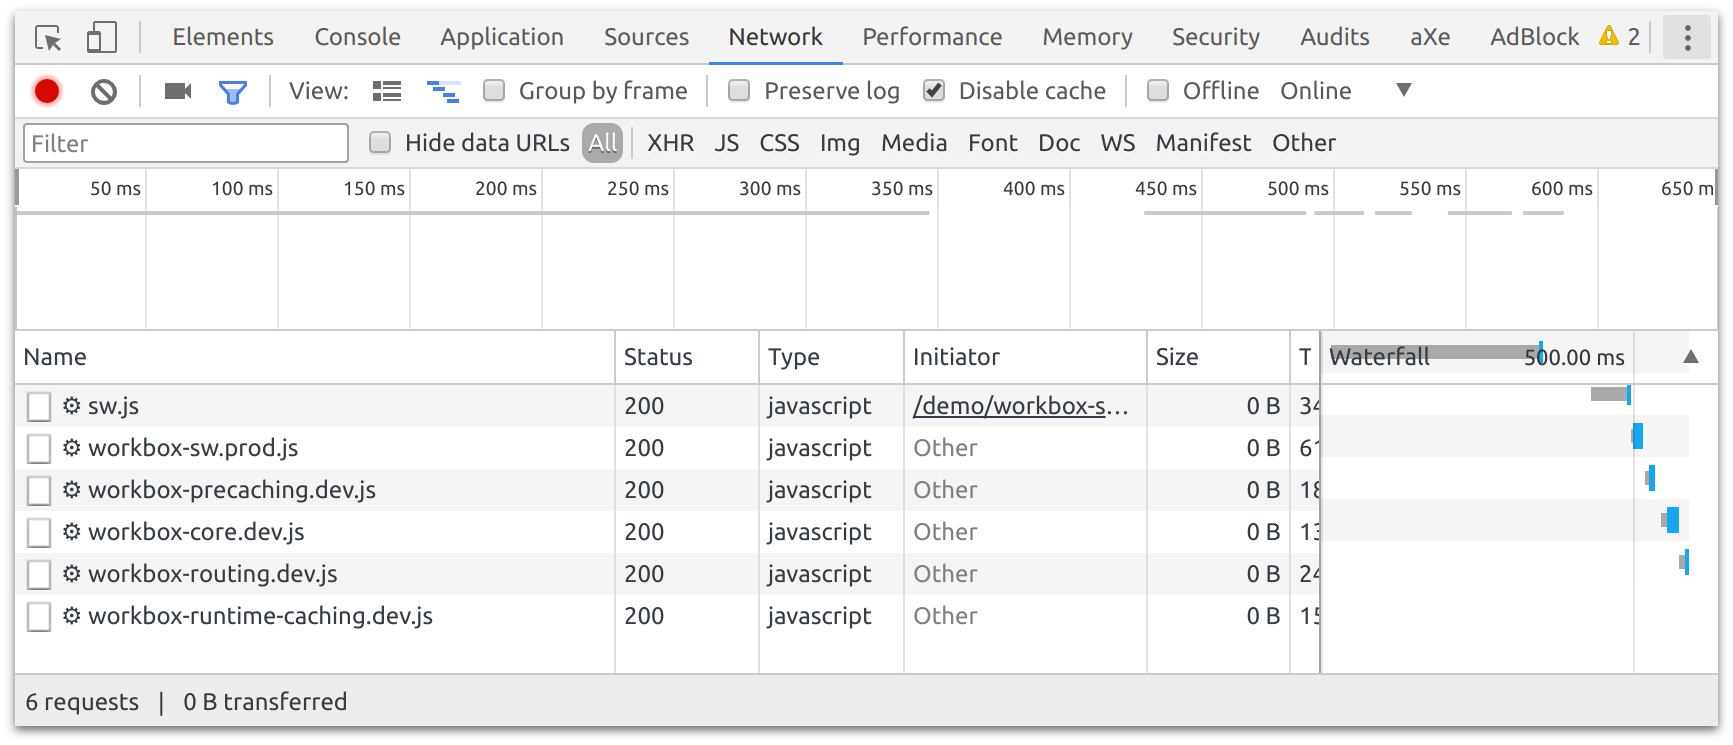 Elements Console Application Sources Network Performance Memory Security Audits aXe AdBlock 2
View: Group by frame Preserve log Disable cache Offline Online
Filter Hide data URLs All XHR JS CSS Img Media Font Doc WS Manifest Other
50 ms 100 ms 150 ms 200 ms 250 ms 300 ms 350 ms 400 ms 450 ms 500 ms 550 ms 600 ms 650 m
Name Status Type Initiator Size T Waterfall 500.00 ms
sw.js 200 javascript /demo/workbox-s... 0 B 34
workbox-sw.prod.js 200 javascript Other 0 B 61
workbox-precaching.dev.js 200 javascript Other 0 B 18
workbox-core.dev.js 200 javascript Other 0 B 13
workbox-routing.dev.js 200 javascript Other 0 B 24
workbox-runtime-caching.dev.js 200 javascript Other 0 B 15
6 requests | 0 B transferred